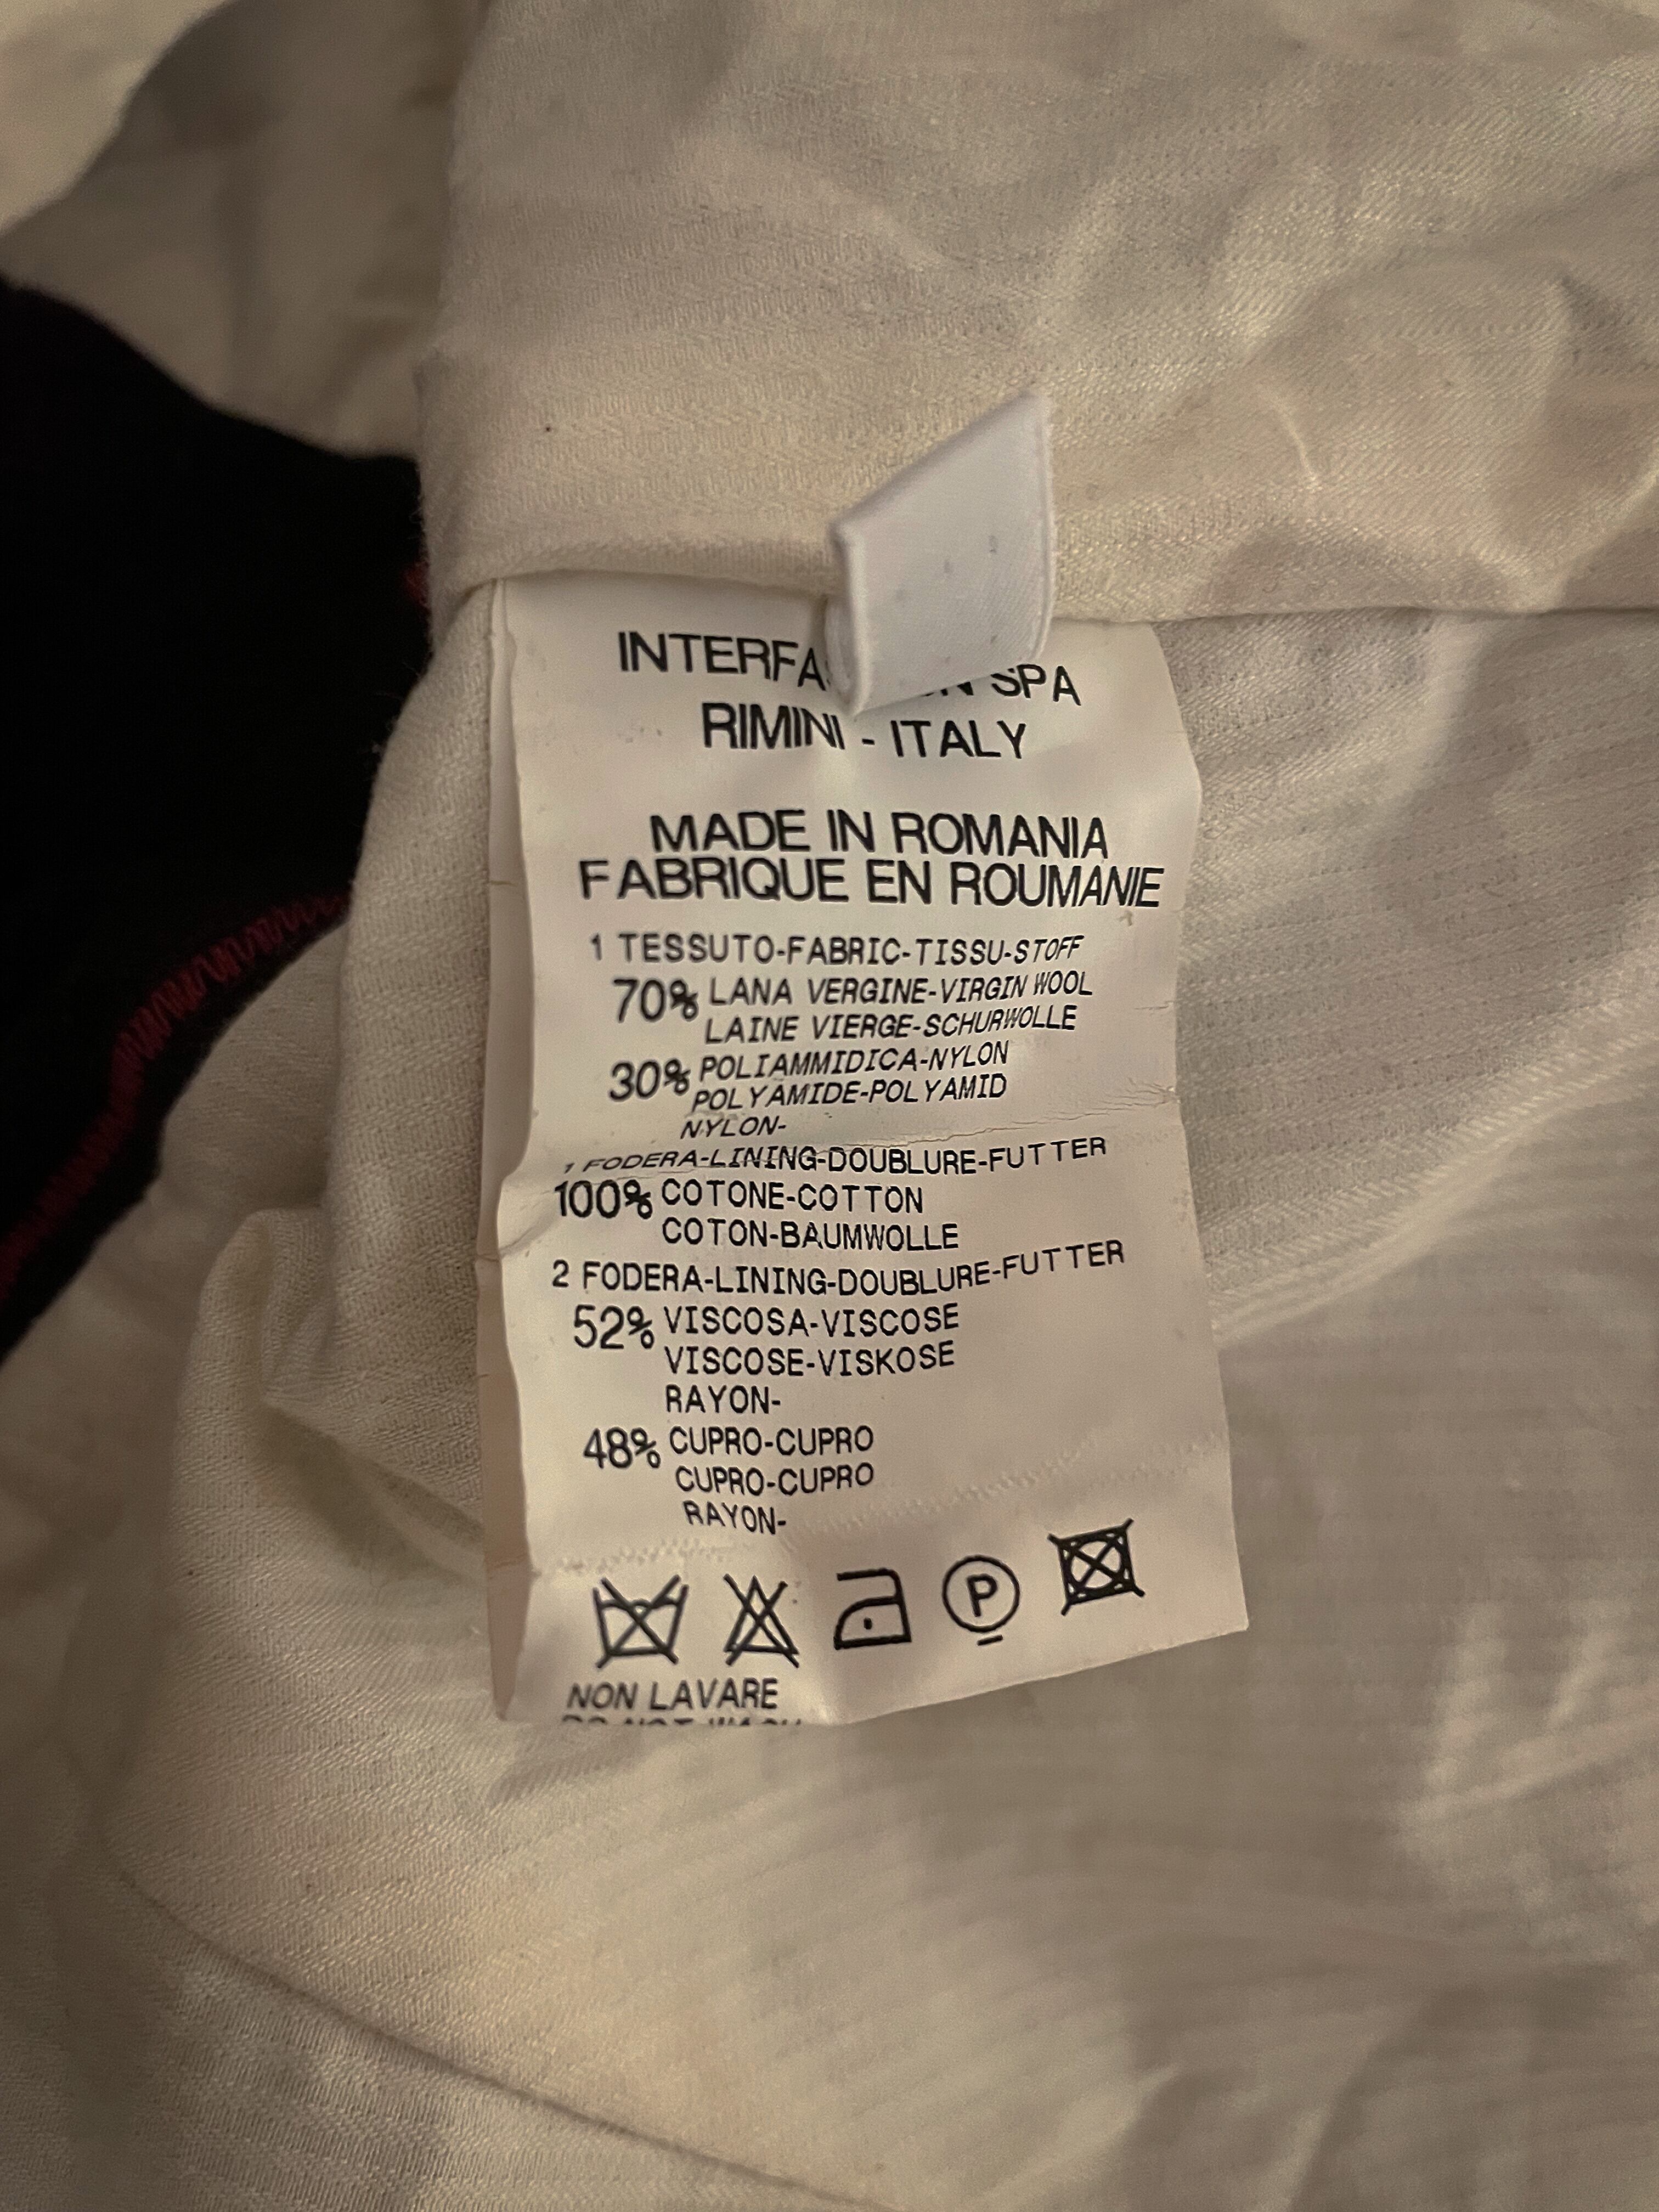 INTERFA N SPA
RIMINI - ITALY
MADE IN ROMANIA
FABRIQUE EN ROUMANIE
1 TESSUTO-FABRIC-TISSU-STOFF
70% LANA VERGINE-VIRGIN WOOL
LAINE VIERGE-SCHURWOLLE
30% POLIAMMIDICA-NYLON
POLYAMIDE-POLYAMID
NYLON-
1 FODERA-LINING-DOUBLURE-FUTTER
100% COTONE-COTTON
COTON-BAUMWOLLE
2 FODERA-LINING-DOUBLURE-FUTTER
52% VISCOSA-VISCOSE
VISCOSE-VISKOSE
RAYON-
48% CUPRO-CUPRO
CUPRO-CUPRO
RAYON-
P
NON LAVARE
DO NOT WASH